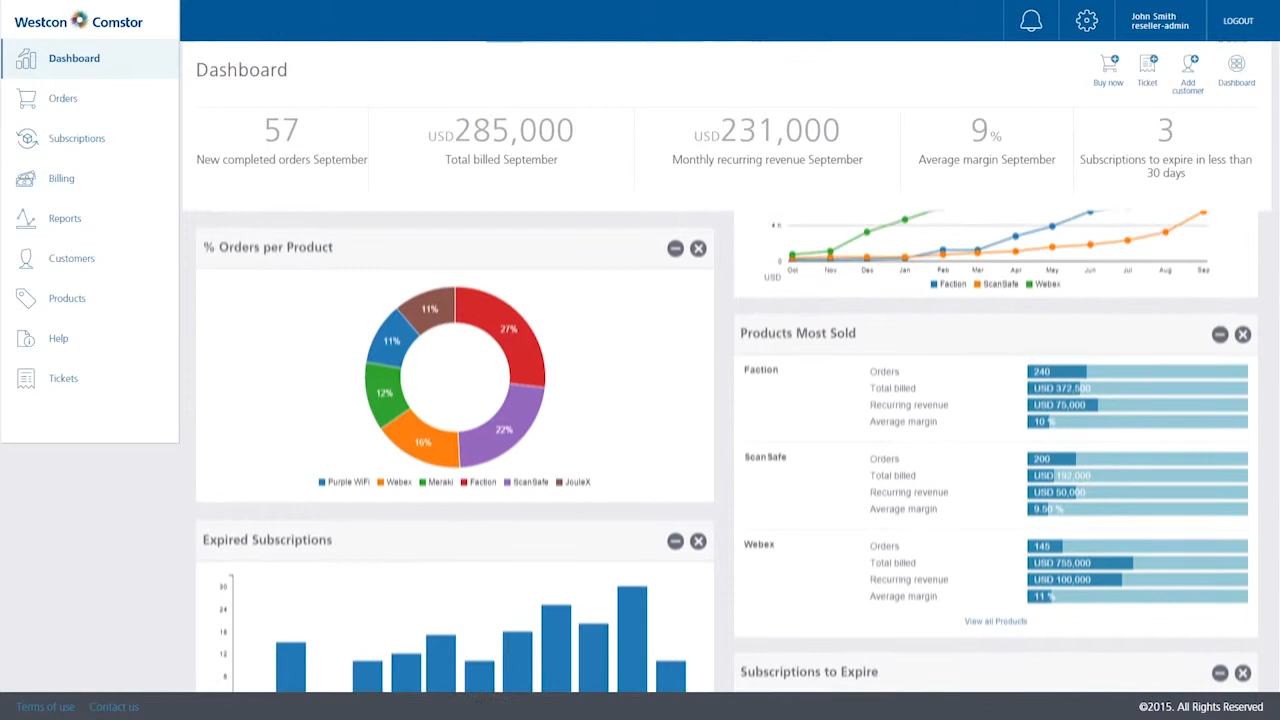 Westcon Comstor
John Smith
reseller-admin
LOGOUT
Dashboard
Orders
Subscriptions
Billing
Reports
Customers
Products
Help
Tickets
Dashboard
Buy now
Ticket
Add customer
Dashboard
57
New completed orders September
USD285,000
Total billed September
USD231,000
Monthly recurring revenue September
9%
Average margin September
3
Subscriptions to expire in less than
30 days
% Orders per Product
27%
22%
16%
12%
11%
11%
Purple WiFi Webex Meraki Faction ScanSafe JouleX
Expired Subscriptions
30
24
18
12
0
USD
Oct Nov Dec Jan Feb Mar Apr May Jun Jul Aug Sep
Faction ScanSafe Webex
Products Most Sold
Faction
Orders 240
Total billed USD 372,500
Recurring revenue USD 75,000
Average margin 10 %
ScanSafe
Orders 200
Total billed USD 192,000
Recurring revenue USD 50,000
Average margin 9.50 %
Webex
Orders 145
Total billed USD 755,000
Recurring revenue USD 100,000
Average margin 11 %
View all Products
Subscriptions to Expire
Terms of use Contact us
©2015. All Rights Reserved